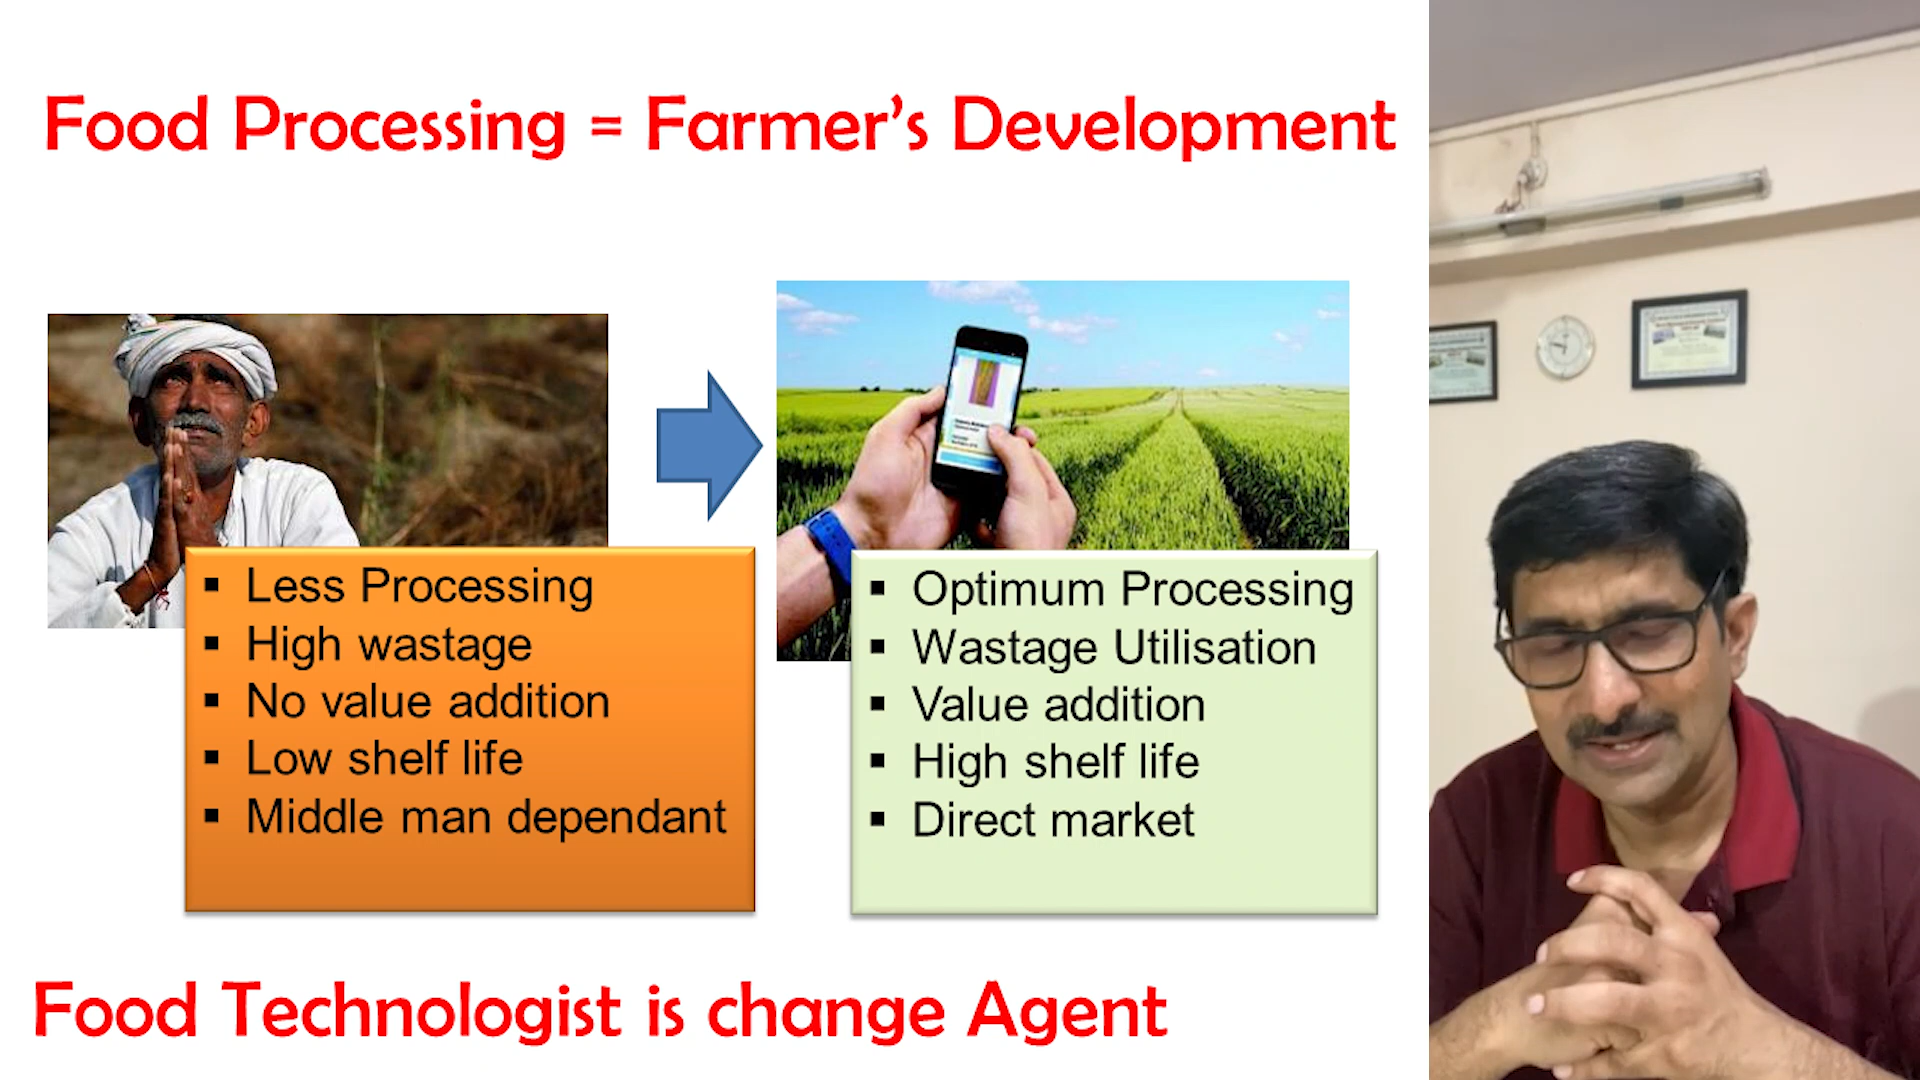 Food Processing = Farmer's Development
▪ Less Processing
▪ High wastage
▪ No value addition
▪ Low shelf life
▪ Middle man dependant
▪ Optimum Processing
▪ Wastage Utilisation
▪ Value addition
▪ High shelf life
▪ Direct market
Food Technologist is change Agent